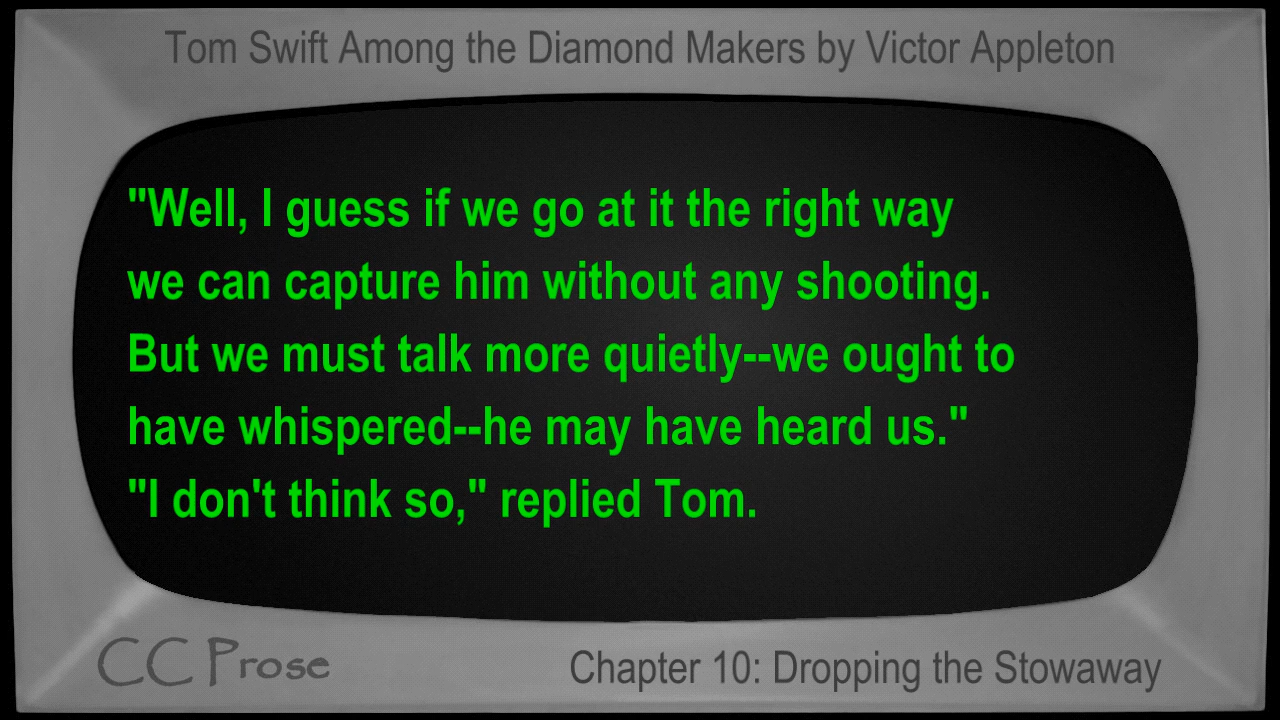 Tom Swift Among the Diamond Makers by Victor Appleton
"Well, I guess if we go at it the right way
we can capture him without any shooting.
But we must talk more quietly--we ought to
have whispered--he may have heard us."
"I don't think so," replied Tom.
CC Prose
Chapter 10: Dropping the Stowaway